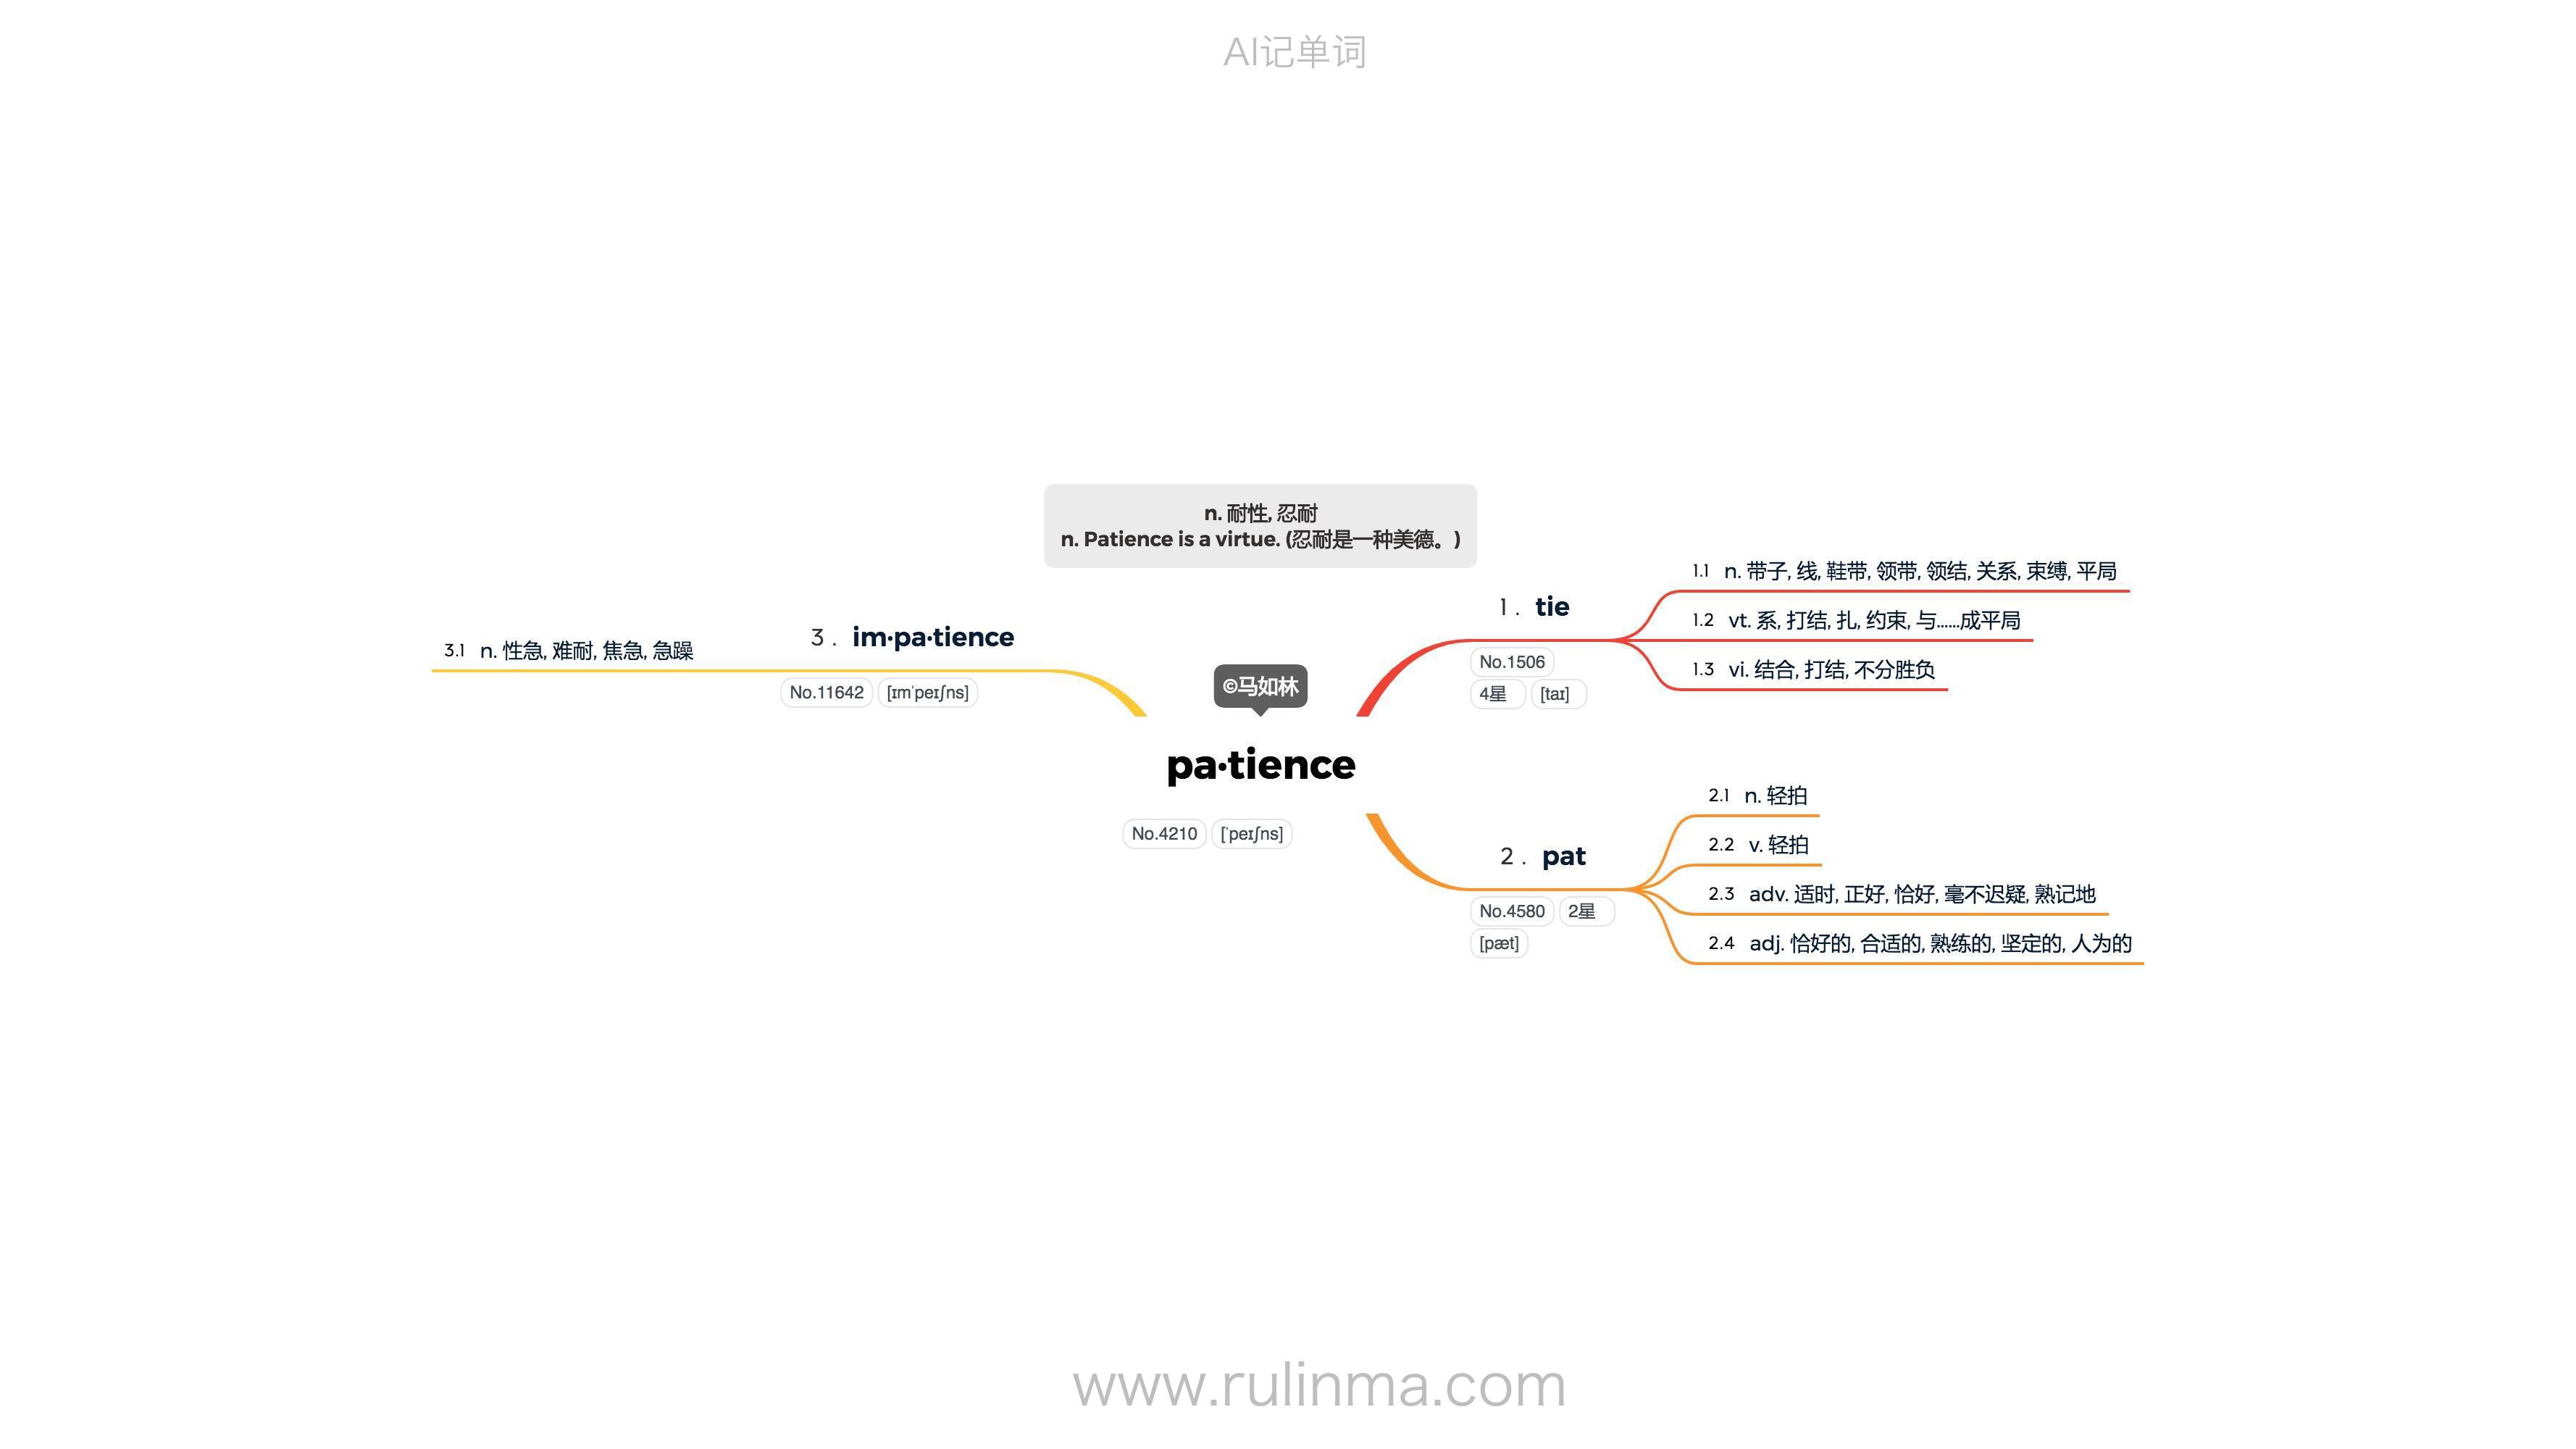 AI记单词
n. 耐性, 忍耐
n. Patience is a virtue. (忍耐是一种美德。)
©马如林
pa·tience
No.4210 [ˈpeɪʃns]
1. tie
No.1506
4星 [taɪ]
1.1 n. 带子, 线, 鞋带, 领带, 领结, 关系, 束缚, 平局
1.2 vt. 系, 打结, 扎, 约束, 与……成平局
1.3 vi. 结合, 打结, 不分胜负
2. pat
No.4580 2星
[pæt]
2.1 n. 轻拍
2.2 v. 轻拍
2.3 adv. 适时, 正好, 恰好, 毫不迟疑, 熟记地
2.4 adj. 恰好的, 合适的, 熟练的, 坚定的, 人为的
3. im·pa·tience
No.11642 [ɪmˈpeɪʃns]
3.1 n. 性急, 难耐, 焦急, 急躁
www.rulinma.com